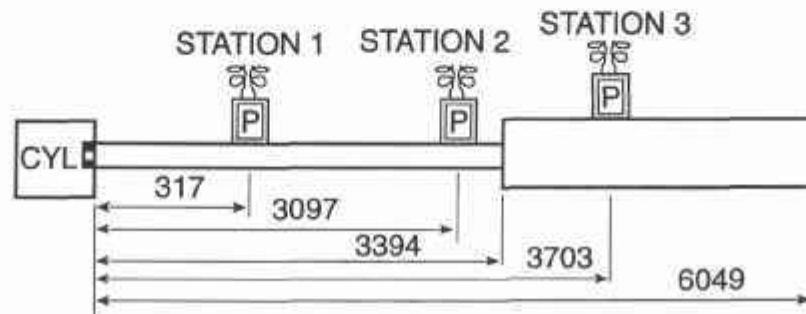 STATION 1
STATION 2
STATION 3
P
P
P
CYL
317
3097
3394
3703
6049